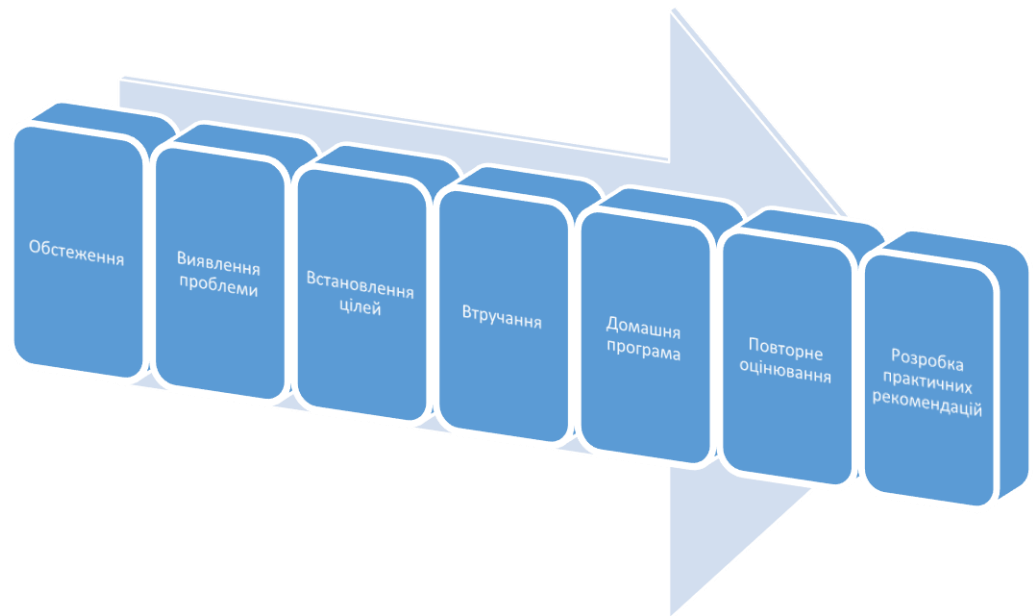 Обстеження
Виявлення
проблеми
Встановлення
цілей
Втручання
Домашня
програма
Повторне
оцінювання
Розробка
практичних
рекомендацій